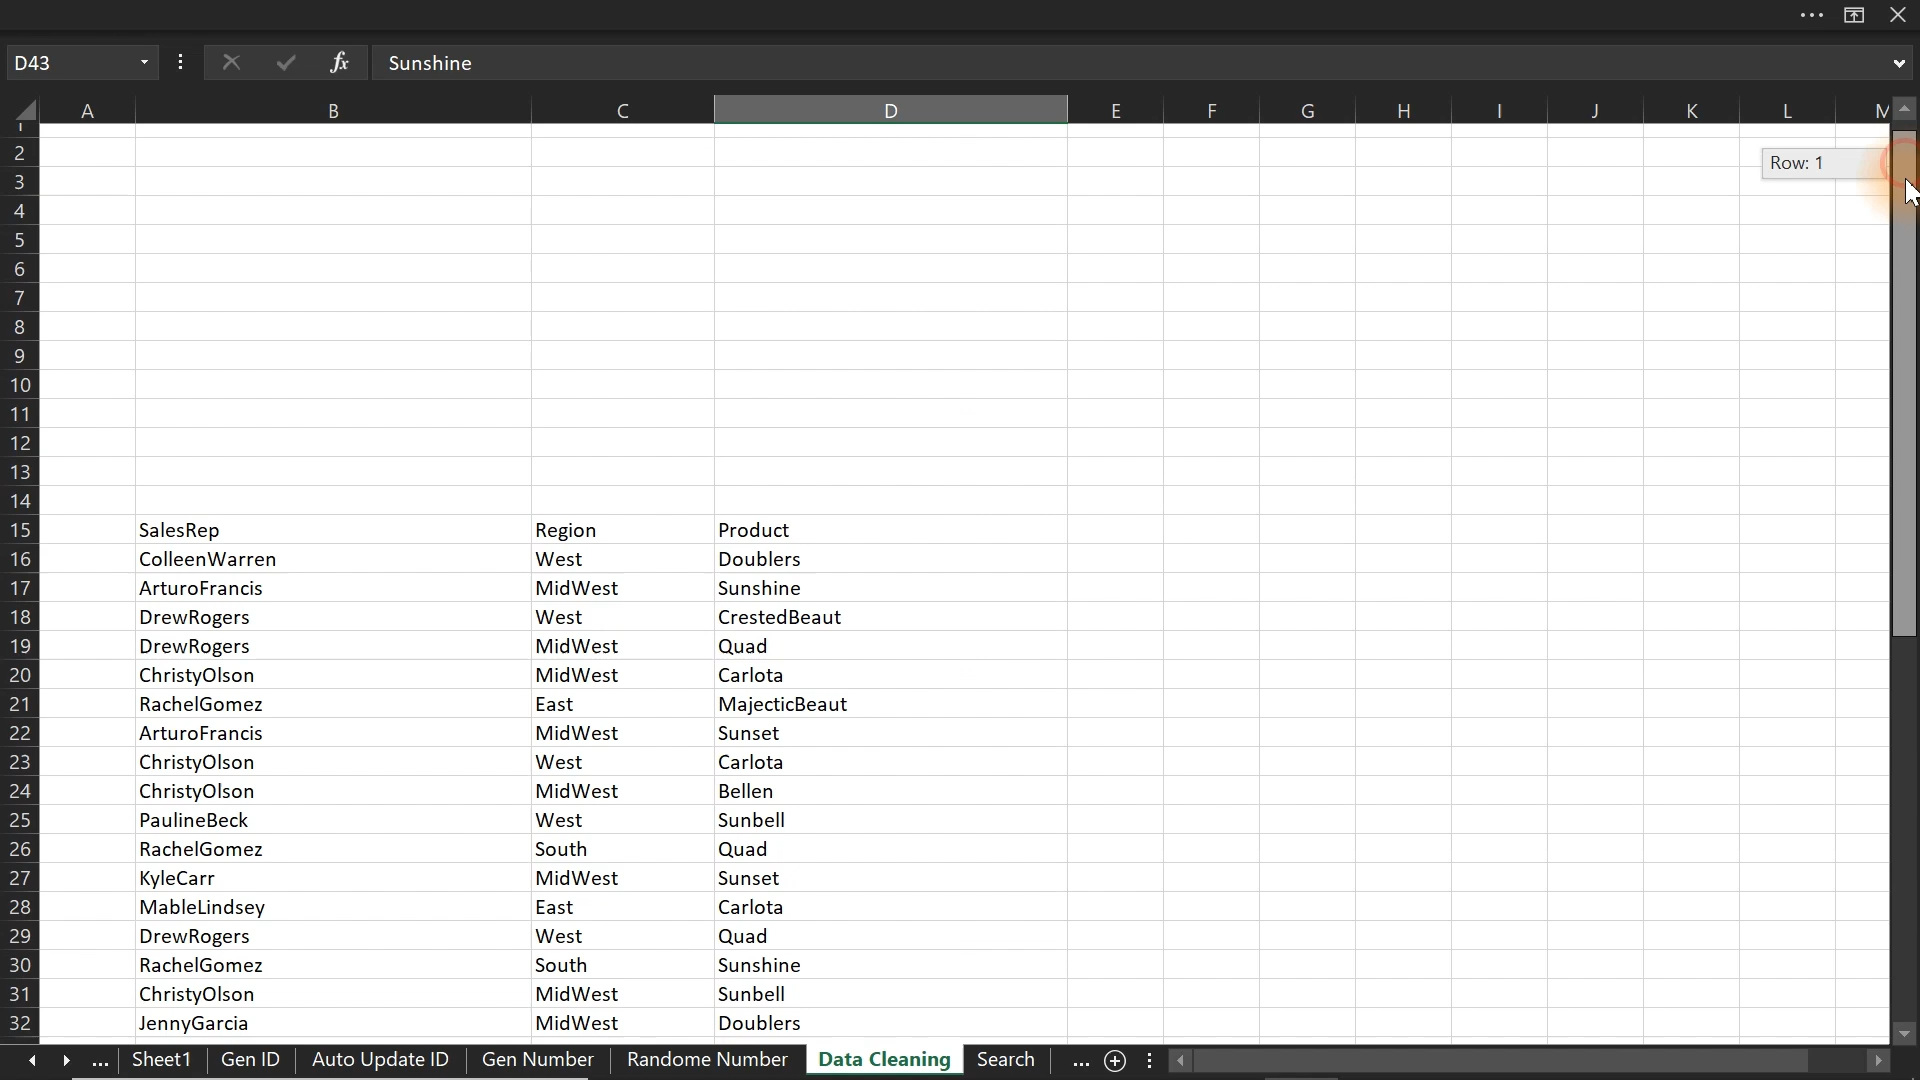 D43 fx Sunshine
A B C D E F G H I J K L
Row: 1
2
3
4
5
6
7
8
9
10
11
12
13
14
15 SalesRep Region Product
16 ColleenWarren West Doublers
17 ArturoFrancis MidWest Sunshine
18 DrewRogers West CrestedBeaut
19 DrewRogers MidWest Quad
20 ChristyOlson MidWest Carlota
21 RachelGomez East MajecticBeaut
22 ArturoFrancis MidWest Sunset
23 ChristyOlson West Carlota
24 ChristyOlson MidWest Bellen
25 PaulineBeck West Sunbell
26 RachelGomez South Quad
27 KyleCarr MidWest Sunset
28 MableLindsey East Carlota
29 DrewRogers West Quad
30 RachelGomez South Sunshine
31 ChristyOlson MidWest Sunbell
32 JennyGarcia MidWest Doublers
... Sheet1 Gen ID Auto Update ID Gen Number Randome Number Data Cleaning Search ...